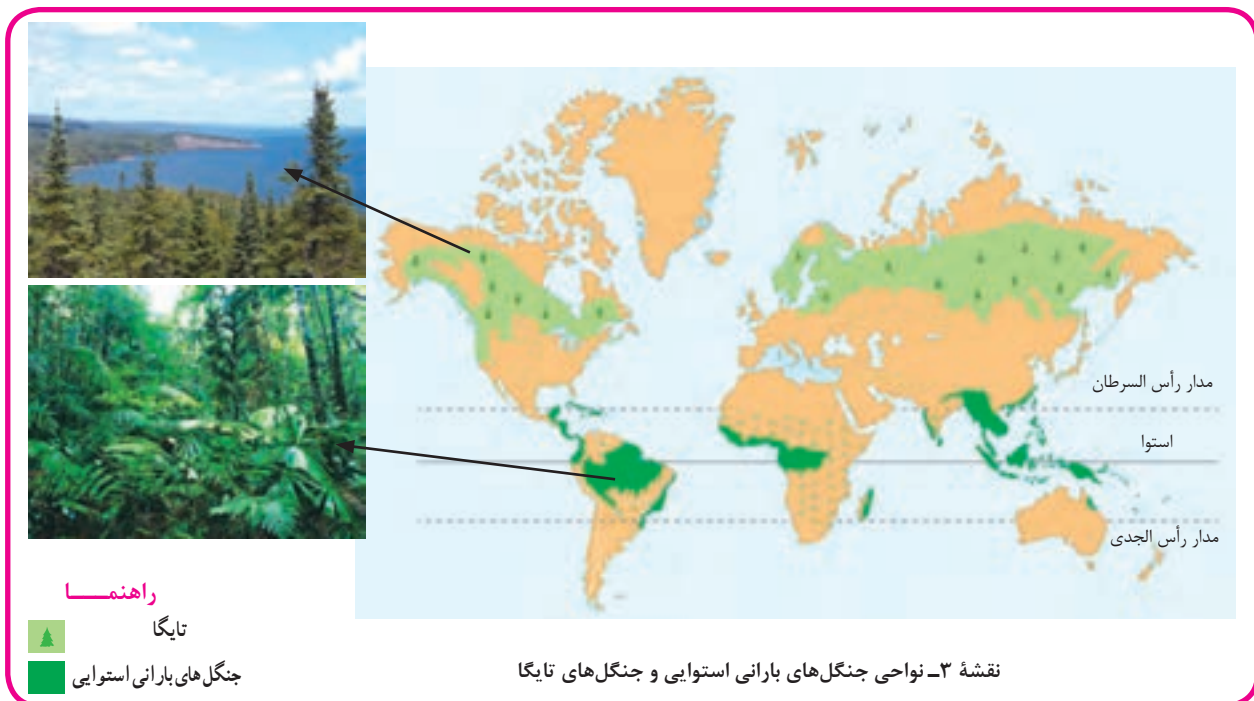 مدار رأس السرطان
استوا
مدار رأس الجدی
راهنمـــــا
تایگا
جنگل‌های بارانی استوایی
نقشهٔ ۳ــ نواحی جنگل‌های بارانی استوایی و جنگل‌های تایگا